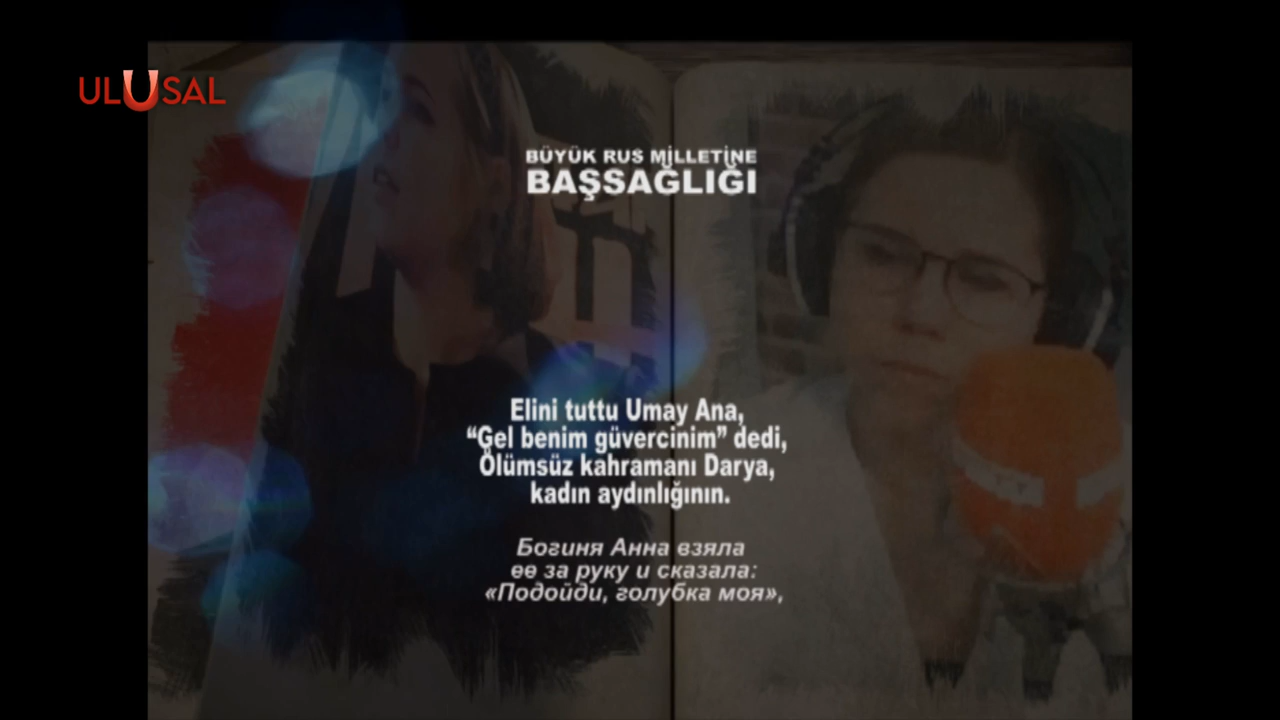 ULUSAL
BÜYÜK RUS MİLLETİNE
BAŞSAĞLIĞI
Elini tuttu Umay Ana,
“Gel benim güvercinim” dedi,
Ölümsüz kahramanı Darya,
kadın aydınlığının.
Богиня Анна взяла
ее за руку и сказала:
«Подойди, голубка моя»,